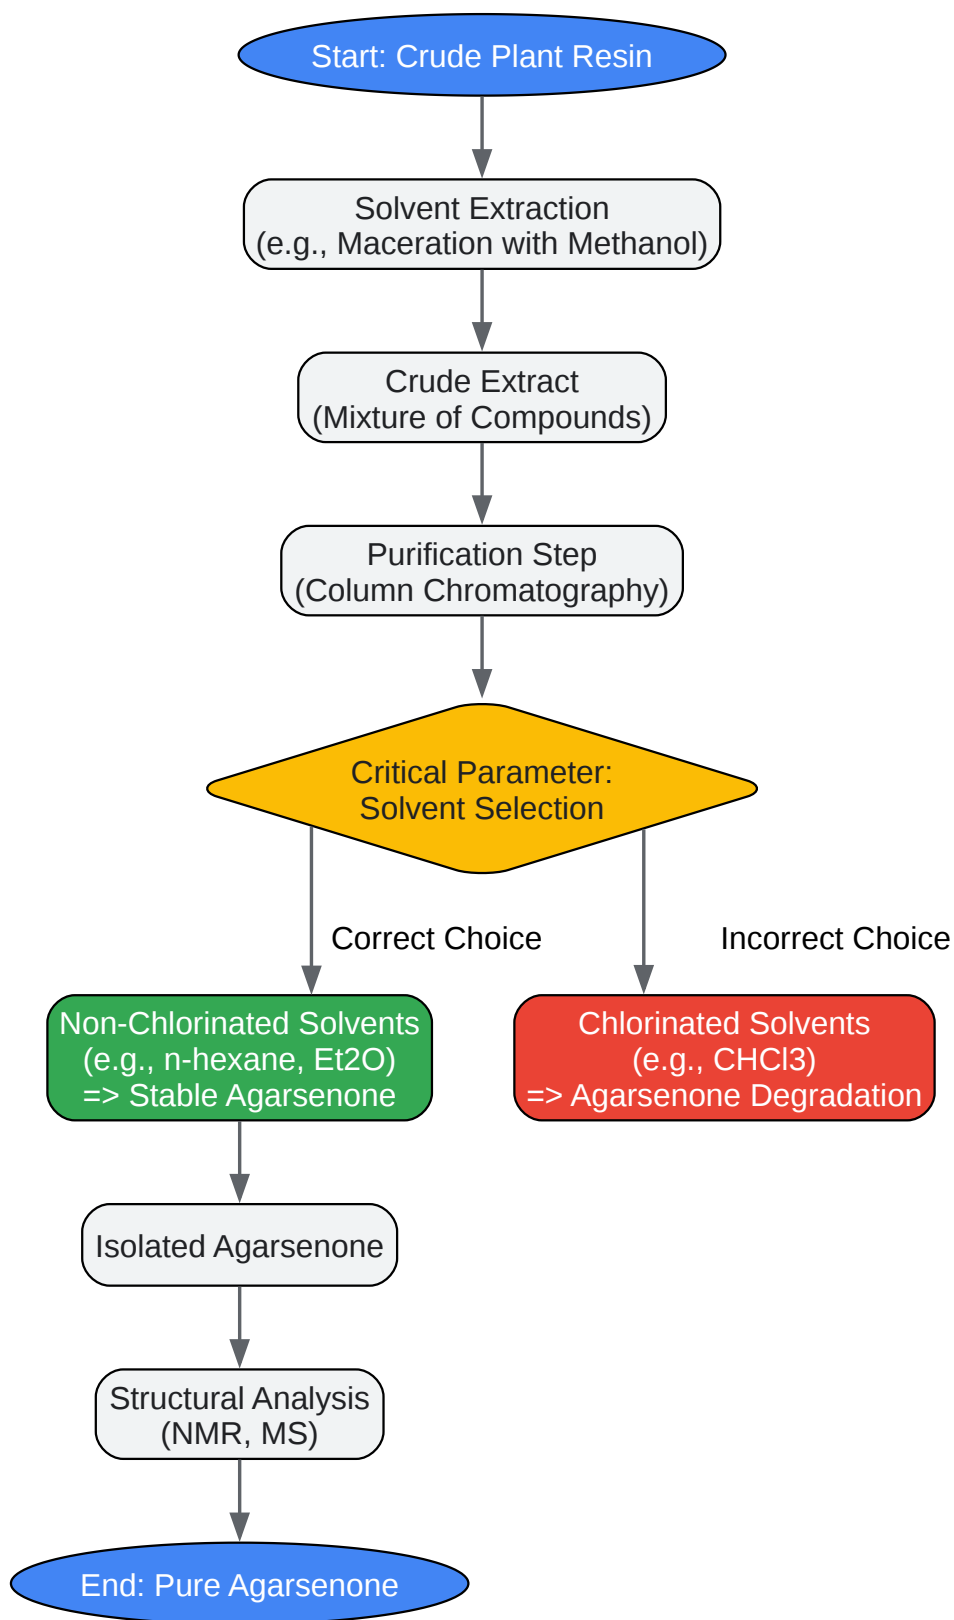 Start: Crude Plant Resin
Solvent Extraction
(e.g., Maceration with Methanol)
Crude Extract
(Mixture of Compounds)
Purification Step
(Column Chromatography)
Critical Parameter:
Solvent Selection
Correct Choice
Incorrect Choice
Non-Chlorinated Solvents
(e.g., n-hexane, Et2O)
=> Stable Agarsenone
Chlorinated Solvents
(e.g., CHCl3)
=> Agarsenone Degradation
Isolated Agarsenone
Structural Analysis
(NMR, MS)
End: Pure Agarsenone